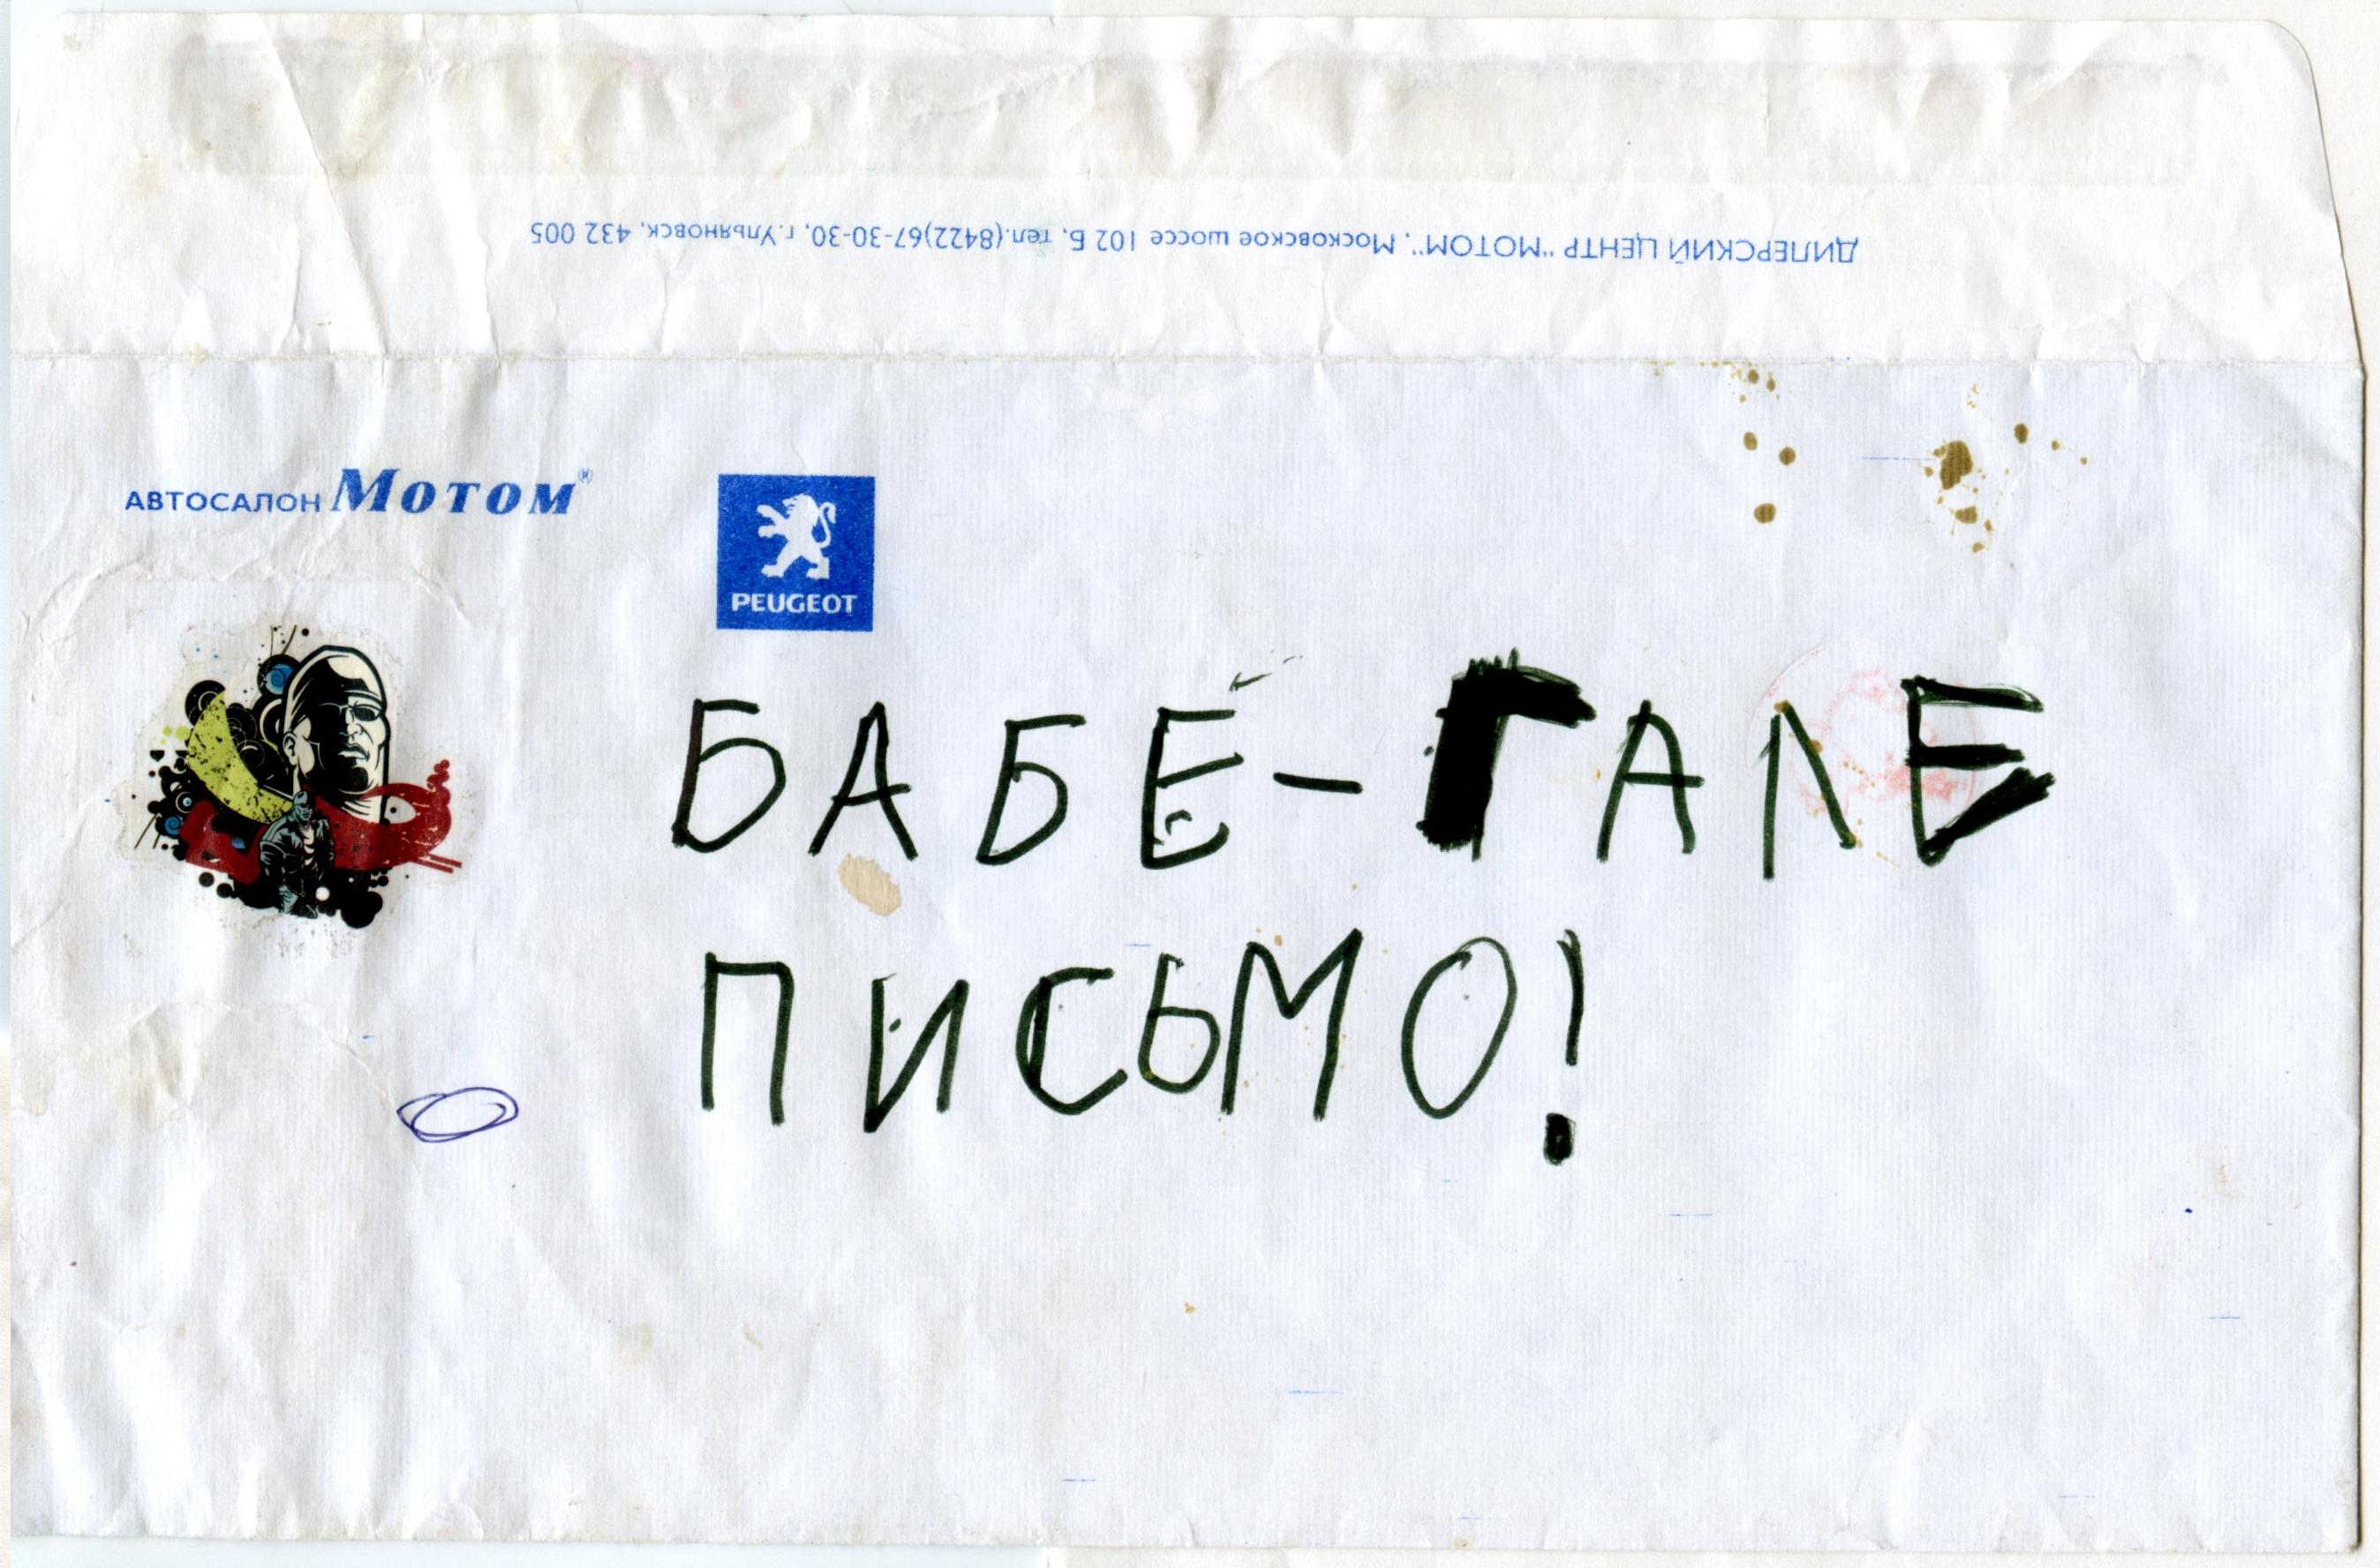 ДИЛЕРСКИЙ ЦЕНТР "МОТОМ", Московское шоссе 102 Б, тел.(8422)67-30-30, г.Ульяновск, 432 005
АВТОСАЛОН МОТОМ®
PEUGEOT
БАБЕ-ГАЛЕ
ПИСЬМО!